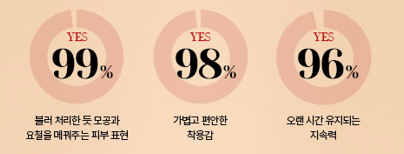 YES
99%
블러 처리한 듯 모공과
요철을 메꿔주는 피부 표현
YES
98%
가볍고 편안한
착용감
YES
96%
오랜 시간 유지되는
지속력